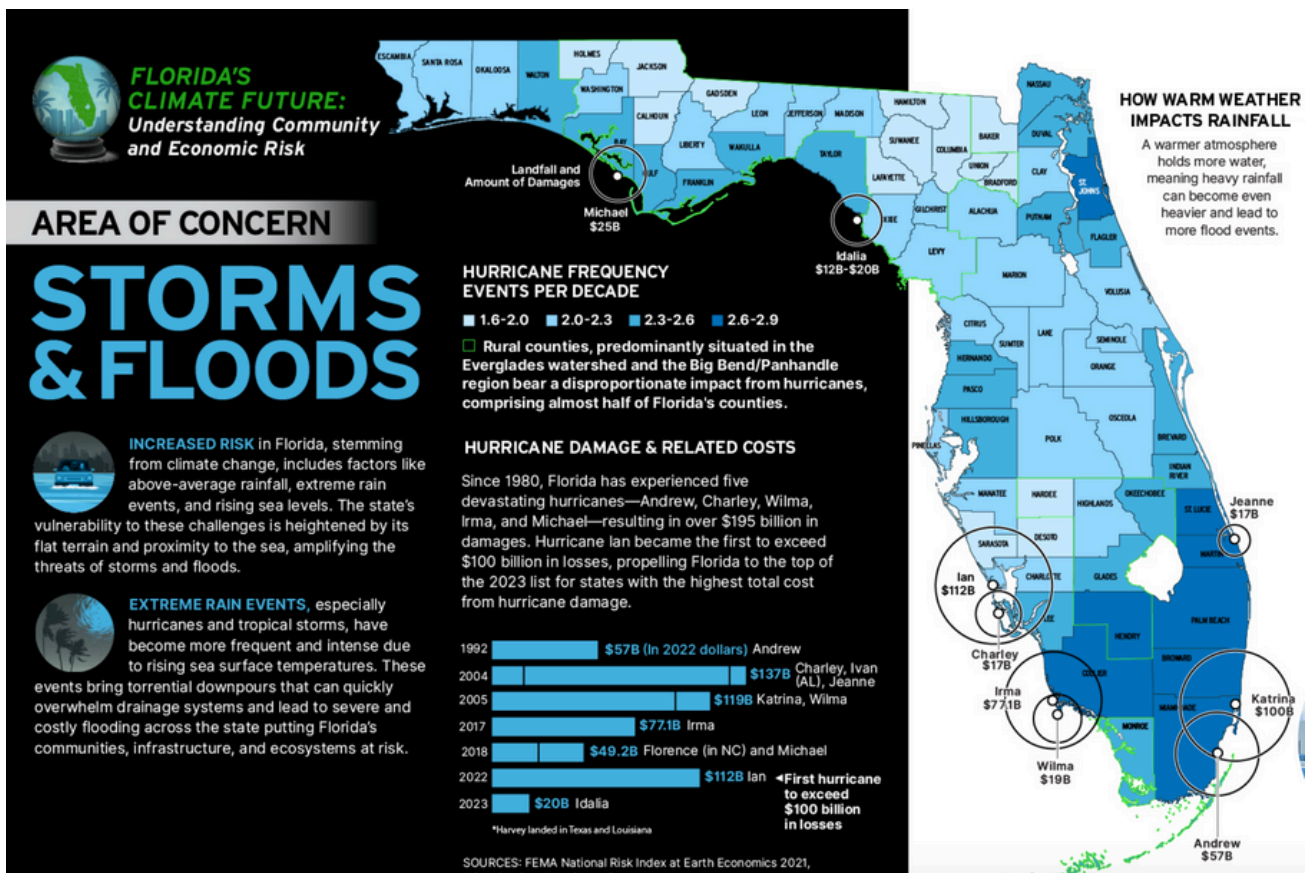 FLORIDA'S
CLIMATE FUTURE:
Understanding Community
and Economic Risk
AREA OF CONCERN
STORMS
& FLOODS
INCREASED RISK in Florida, stemming
from climate change, includes factors like
above-average rainfall, extreme rain
events, and rising sea levels. The state's
vulnerability to these challenges is heightened by its
flat terrain and proximity to the sea, amplifying the
threats of storms and floods.
EXTREME RAIN EVENTS, especially
hurricanes and tropical storms, have
become more frequent and intense due
to rising sea surface temperatures. These
events bring torrential downpours that can quickly
overwhelm drainage systems and lead to severe and
costly flooding across the state putting Florida's
communities, infrastructure, and ecosystems at risk.
HURRICANE FREQUENCY
EVENTS PER DECADE
1.6-2.0 2.0-2.3 2.3-2.6 2.6-2.9
Rural counties, predominantly situated in the
Everglades watershed and the Big Bend/Panhandle
region bear a disproportionate impact from hurricanes,
comprising almost half of Florida's counties.
HURRICANE DAMAGE & RELATED COSTS
Since 1980, Florida has experienced five
devastating hurricanes—Andrew, Charley, Wilma,
Irma, and Michael—resulting in over $195 billion in
damages. Hurricane Ian became the first to exceed
$100 billion in losses, propelling Florida to the top of
the 2023 list for states with the highest total cost
from hurricane damage.
1992 $57B (In 2022 dollars) Andrew
2004 $137B Charley, Ivan
(AL), Jeanne
2005 $119B Katrina, Wilma
2017 $77.1B Irma
2018 $49.2B Florence (in NC) and Michael
2022 $112B Ian
First hurricane
to exceed
$100 billion
in losses
2023 $20B Idalia
*Harvey landed in Texas and Louisiana
SOURCES: FEMA National Risk Index at Earth Economics 2021,
HOW WARM WEATHER
IMPACTS RAINFALL
A warmer atmosphere
holds more water,
meaning heavy rainfall
can become even
heavier and lead to
more flood events.
ESCAMBIA
SANTA ROSA
OKALOOSA
WALTON
HOLMES
WASHINGTON
JACKSON
BAY
CALHOUN
GULF
GADSDEN
LIBERTY
FRANKLIN
LEON
WAKULLA
JEFFERSON
MADISON
TAYLOR
HAMILTON
SUWANEE
LAFAYETTE
COLUMBIA
BAKER
UNION
BRADFORD
NASSAU
DUVAL
CLAY
ST.
JOHNS
PUTNAM
FLAGLER
ALACHUA
GILCHRIST
DIXIE
LEVY
MARION
VOLUSIA
CITRUS
SUMTER
LAKE
SEMINOLE
ORANGE
HERNANDO
PASCO
HILLSBOROUGH
PINELLAS
POLK
OSCEOLA
BREVARD
INDIAN
RIVER
MANATEE
HARDEE
HIGHLANDS
OKEECHOBEE
ST. LUCIE
SARASOTA
DESOTO
MARTIN
CHARLOTTE
GLADES
LEE
HENDRY
PALM BEACH
COLLIER
BROWARD
MIAMI-DADE
MONROE
Landfall and
Amount of Damages
Michael
$25B
Idalia
$12B-$20B
Jeanne
$17B
Ian
$112B
Charley
$17B
Irma
$77.1B
Wilma
$19B
Katrina
$100B
Andrew
$57B